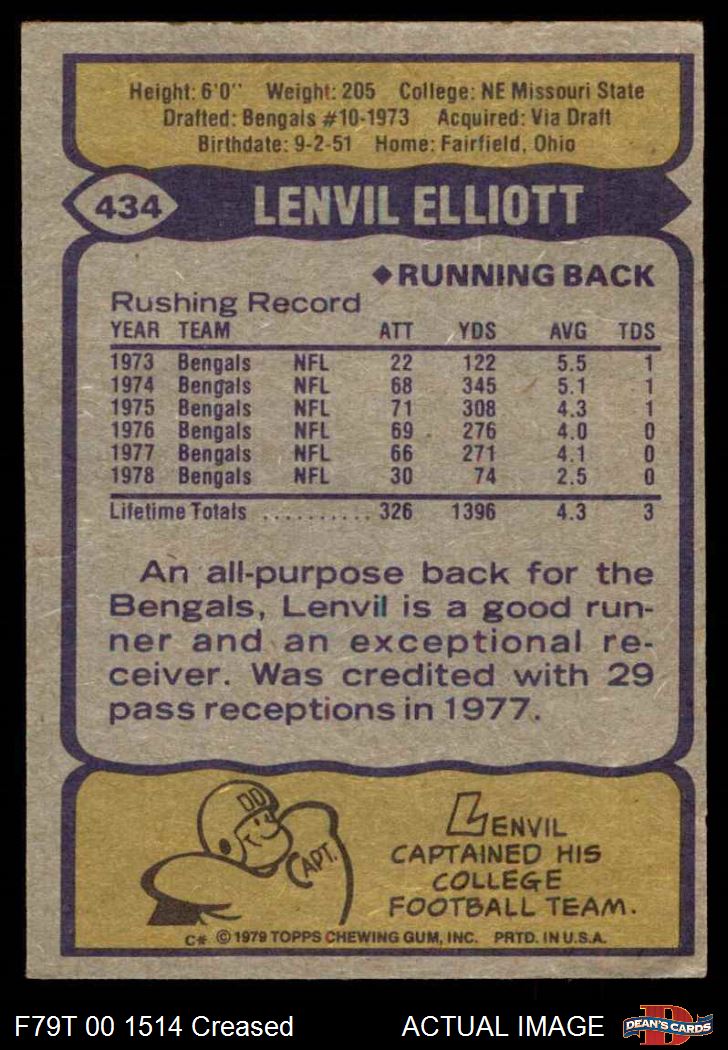 Height: 6'0" Weight: 205 College: NE Missouri State
Drafted: Bengals #10-1973 Acquired: Via Draft
Birthdate: 9-2-51 Home: Fairfield, Ohio
434 LENVIL ELLIOTT
◆RUNNING BACK
Rushing Record
YEAR TEAM ATT YDS AVG TDS
1973 Bengals NFL 22 122 5.5 1
1974 Bengals NFL 68 345 5.1 1
1975 Bengals NFL 71 308 4.3 1
1976 Bengals NFL 69 276 4.0 0
1977 Bengals NFL 66 271 4.1 0
1978 Bengals NFL 30 74 2.5 0
Lifetime Totals .......... 326 1396 4.3 3
An all-purpose back for the
Bengals, Lenvil is a good run-
ner and an exceptional re-
ceiver. Was credited with 29
pass receptions in 1977.
DD
CAPT.
LENVIL
CAPTAINED HIS
COLLEGE
FOOTBALL TEAM.
C* © 1979 TOPPS CHEWING GUM, INC. PRTD. IN U.S.A.
F79T 00 1514 Creased ACTUAL IMAGE
D
DEAN'S CARDS